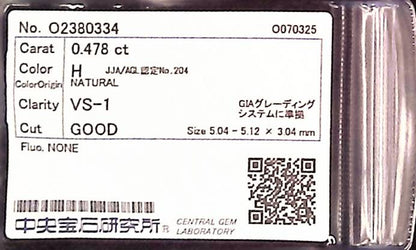 No. O2380334 O070325
Carat 0.478 ct
Color H JJA/AGL認定No.204
ColorOrigin NATURAL
Clarity VS-1 GIAグレーディングシステムに準拠
Cut GOOD Size 5.04 - 5.12 × 3.04 mm
Fluo. NONE
中央宝石研究所 CENTRAL GEM LABORATORY